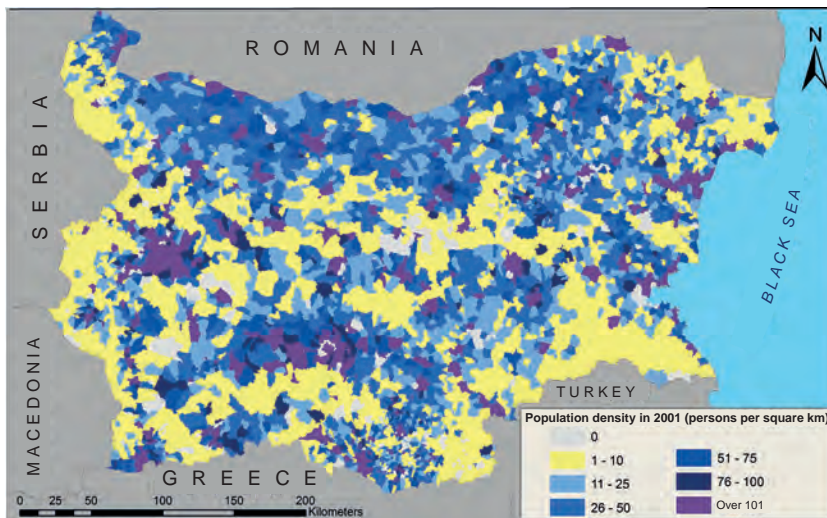 ROMANIA
N
SERBIA
BLACK SEA
MACEDONIA
TURKEY
GREECE
Population density in 2001 (persons per square km)
0
1 - 10
11 - 25
26 - 50
51 - 75
76 - 100
Over 101
0 25 50 100 150 200
Kilometers